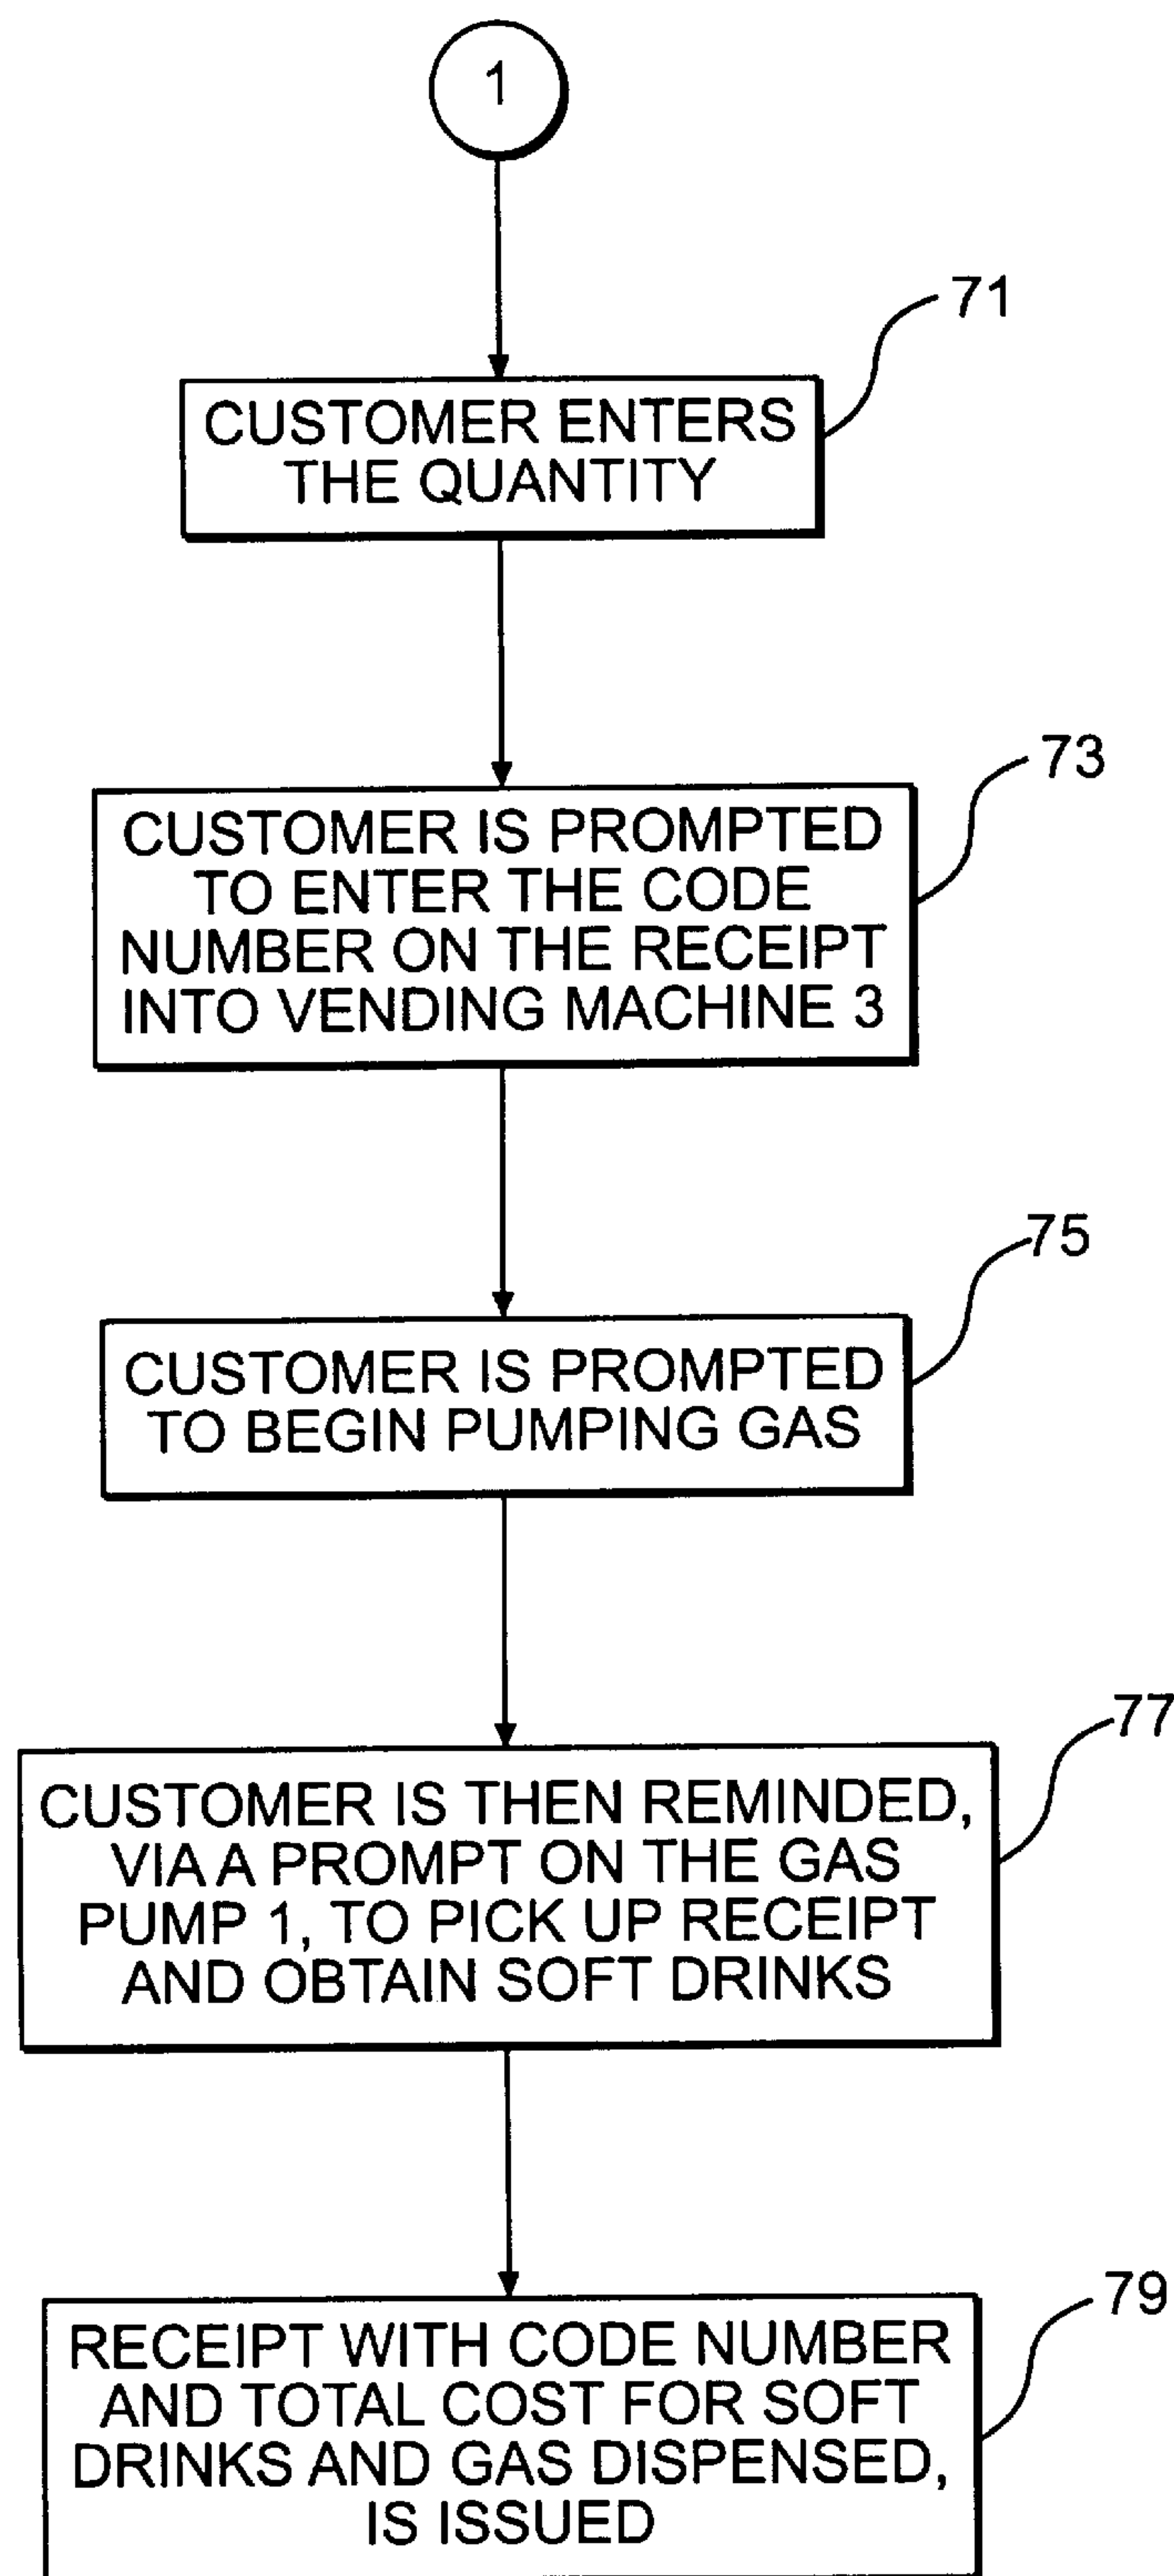 1
71
CUSTOMER ENTERS
THE QUANTITY
73
CUSTOMER IS PROMPTED
TO ENTER THE CODE
NUMBER ON THE RECEIPT
INTO VENDING MACHINE 3
75
CUSTOMER IS PROMPTED
TO BEGIN PUMPING GAS
77
CUSTOMER IS THEN REMINDED,
VIA A PROMPT ON THE GAS
PUMP 1, TO PICK UP RECEIPT
AND OBTAIN SOFT DRINKS
79
RECEIPT WITH CODE NUMBER
AND TOTAL COST FOR SOFT
DRINKS AND GAS DISPENSED,
IS ISSUED